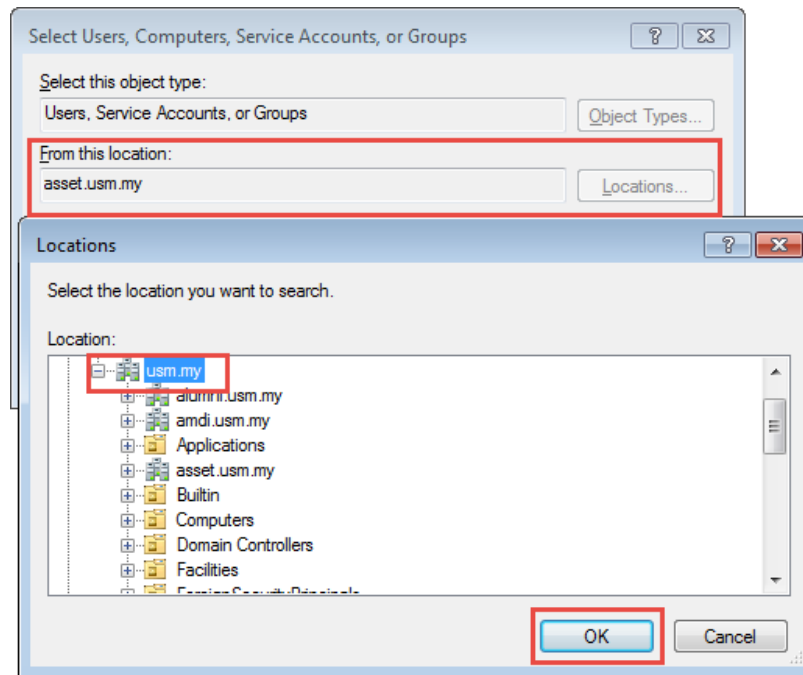 Select Users, Computers, Service Accounts, or Groups
Select this object type:
Users, Service Accounts, or Groups
Object Types...
From this location:
asset.usm.my
Locations...
Locations
Select the location you want to search.
Location:
usm.my
alumni.usm.my
amdi.usm.my
Applications
asset.usm.my
Builtin
Computers
Domain Controllers
Facilities
ForeignSecurityPrincipals
OK
Cancel